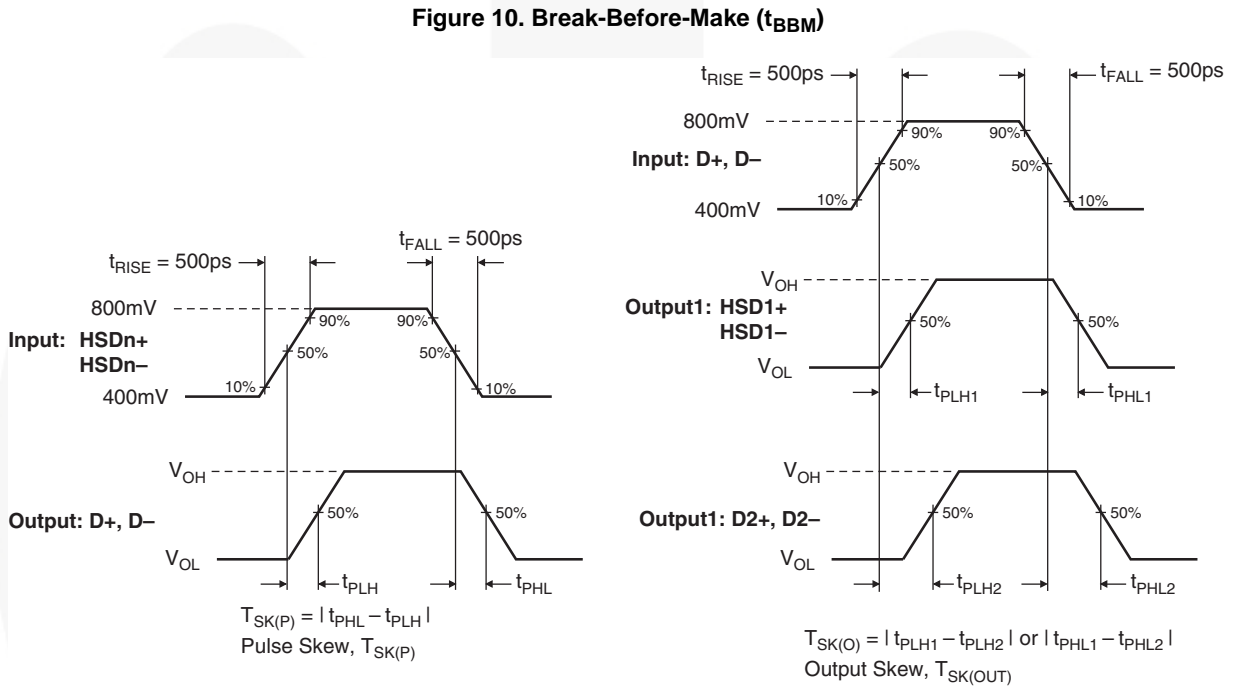 Figure 10. Break-Before-Make (tBBM)
tRISE = 500ps
tFALL = 500ps
800mV
90%
90%
Input: HSDn+
HSDn–
50%
50%
10%
10%
400mV
VOH
Output: D+, D–
50%
50%
VOL
tPLH
tPHL
TSK(P) = | tPHL – tPLH |
Pulse Skew, TSK(P)
tRISE = 500ps
tFALL = 500ps
800mV
90%
90%
Input: D+, D–
50%
50%
10%
10%
400mV
VOH
Output1: HSD1+
HSD1–
50%
50%
VOL
tPLH1
tPHL1
VOH
Output1: D2+, D2–
50%
50%
VOL
tPLH2
tPHL2
TSK(O) = | tPLH1 – tPLH2 | or | tPHL1 – tPHL2 |
Output Skew, TSK(OUT)